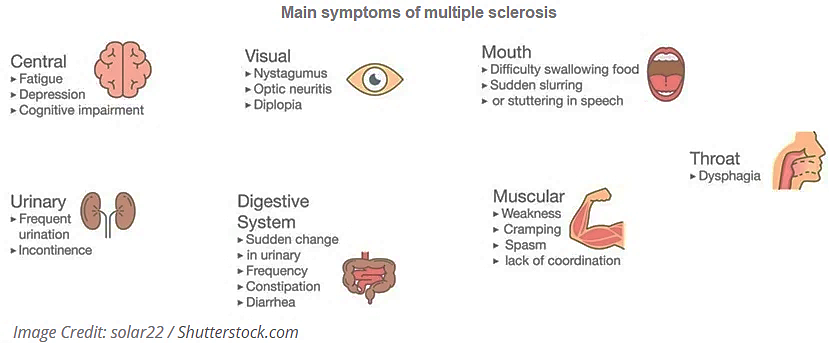 Main symptoms of multiple sclerosis
Central
▸ Fatigue
▸ Depression
▸ Cognitive impairment
Visual
▸ Nystagumus
▸ Optic neuritis
▸ Diplopia
Mouth
▸ Difficulty swallowing food
▸ Sudden slurring
▸ or stuttering in speech
Throat
▸ Dysphagia
Urinary
▸ Frequent
urination
▸ Incontinence
Digestive
System
▸ Sudden change
▸ in urinary
▸ Frequency
▸ Constipation
▸ Diarrhea
Muscular
▸ Weakness
▸ Cramping
▸ Spasm
▸ lack of coordination
Image Credit: solar22 / Shutterstock.com